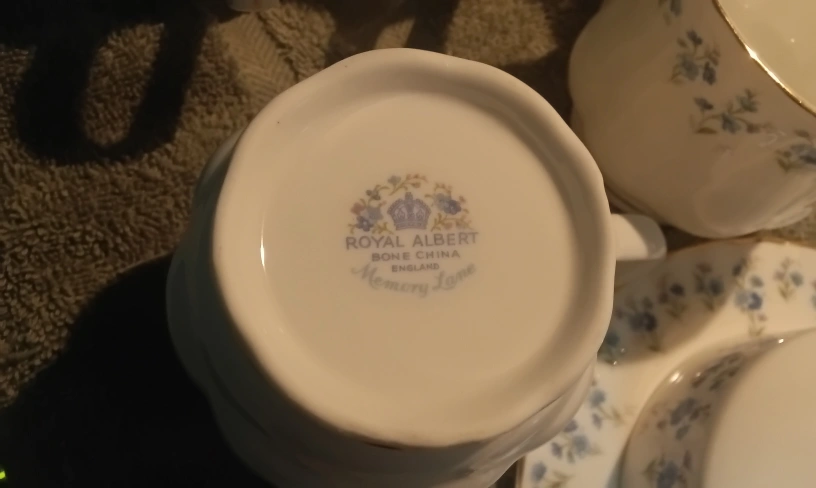 ROYAL ALBERT
BONE CHINA
ENGLAND
Memory Lane